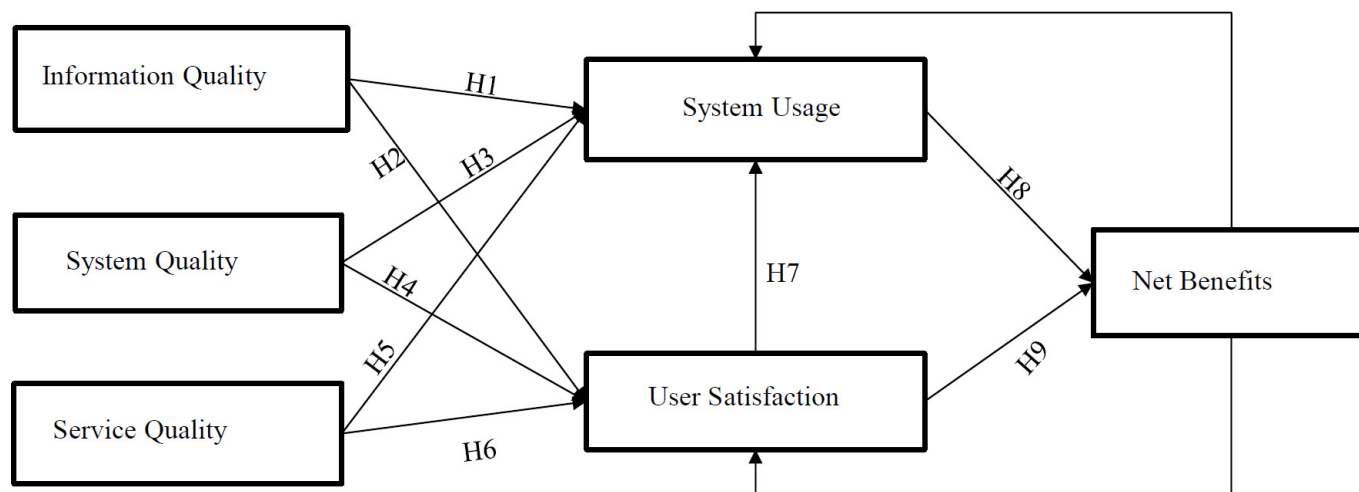 Information Quality
H1
System Usage
H2
H3
H8
System Quality
H4
H7
Net Benefits
H5
H9
User Satisfaction
Service Quality
H6